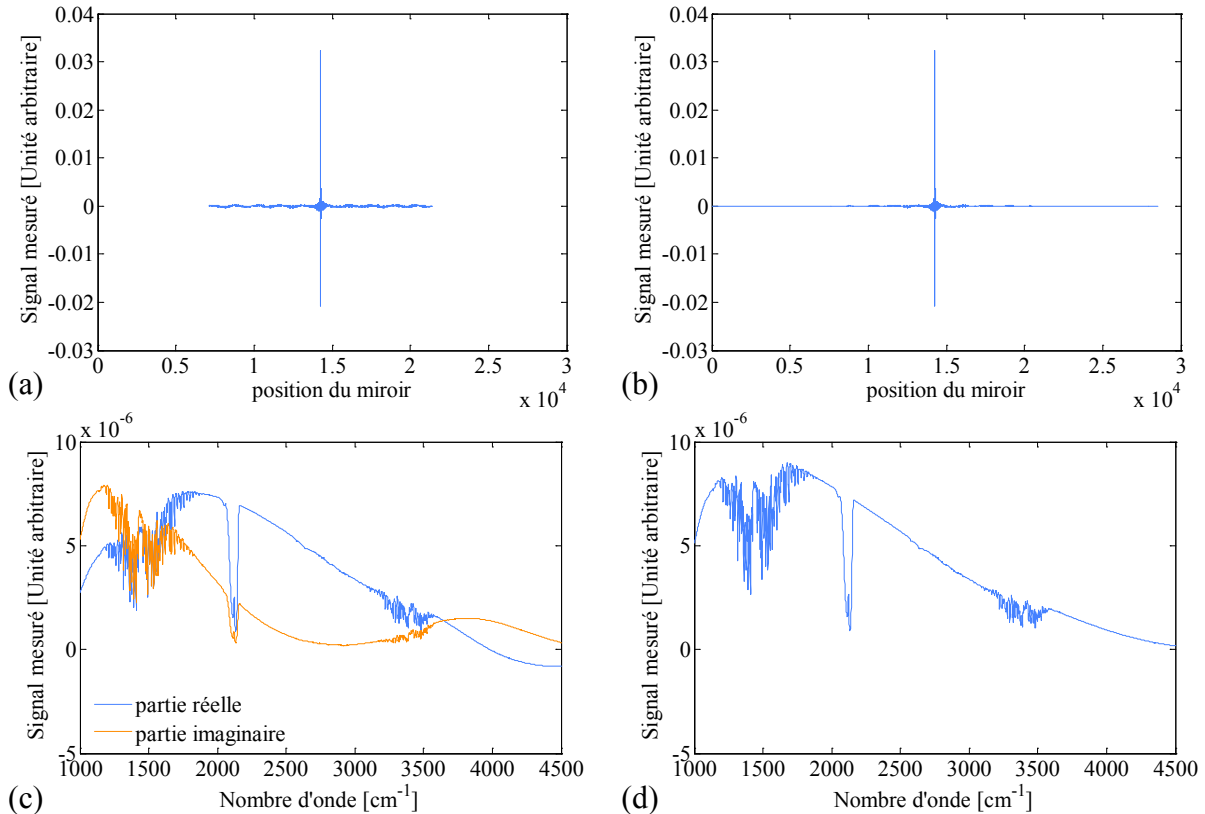 0.04
0.03
0.02
0.01
0
-0.01
-0.02
-0.03
Signal mesuré [Unité arbitraire]
0 0.5 1 1.5 2 2.5 3
position du miroir
x 10^4
(a)
0.04
0.03
0.02
0.01
0
-0.01
-0.02
-0.03
Signal mesuré [Unité arbitraire]
0 0.5 1 1.5 2 2.5 3
position du miroir
x 10^4
(b)
x 10^-6
10
5
0
-5
Signal mesuré [Unité arbitraire]
partie réelle
partie imaginaire
1000 1500 2000 2500 3000 3500 4000 4500
Nombre d'onde [cm^-1]
(c)
x 10^-6
10
5
0
-5
Signal mesuré [Unité arbitraire]
1000 1500 2000 2500 3000 3500 4000 4500
Nombre d'onde [cm^-1]
(d)